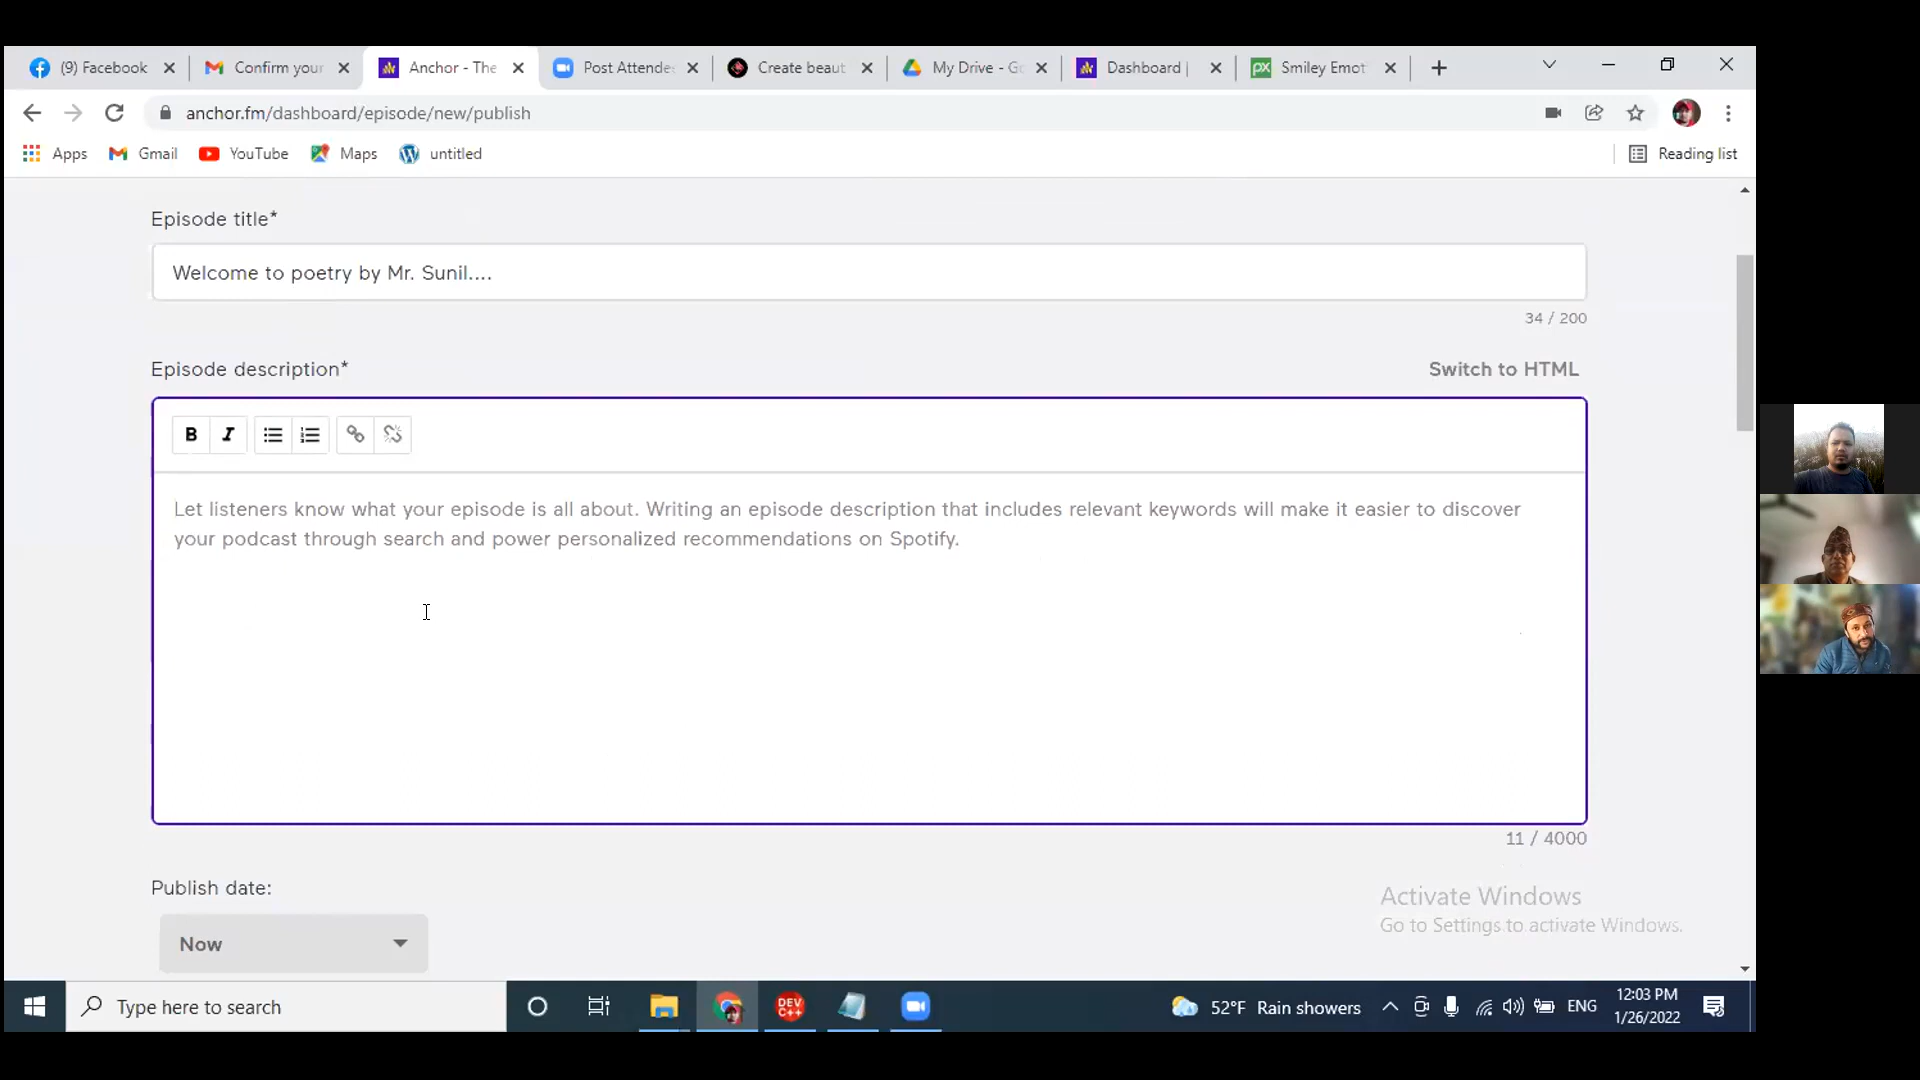 (9) Facebook
Confirm your
Anchor - The
Post Attende
Create beaut
My Drive - Go
Dashboard |
Smiley Emot
anchor.fm/dashboard/episode/new/publish
Apps
Gmail
YouTube
Maps
untitled
Reading list
Episode title*
Welcome to poetry by Mr. Sunil....
34 / 200
Episode description*
Switch to HTML
B I
Let listeners know what your episode is all about. Writing an episode description that includes relevant keywords will make it easier to discover
your podcast through search and power personalized recommendations on Spotify.
11 / 4000
Publish date:
Now
Activate Windows
Go to Settings to activate Windows.
Type here to search
DEV
C++
52°F Rain showers
ENG
12:03 PM
1/26/2022